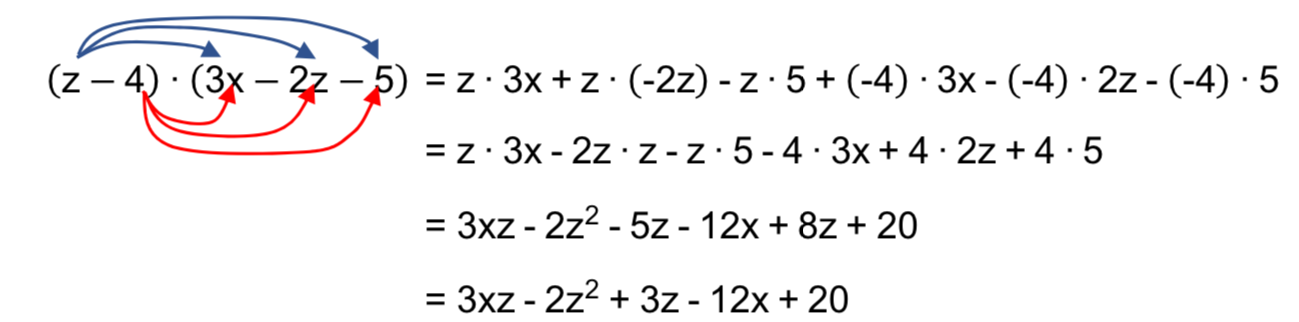 (z – 4) · (3x – 2z – 5) = z · 3x + z · (-2z) - z · 5 + (-4) · 3x - (-4) · 2z - (-4) · 5
= z · 3x - 2z · z - z · 5 - 4 · 3x + 4 · 2z + 4 · 5
= 3xz - 2z² - 5z - 12x + 8z + 20
= 3xz - 2z² + 3z - 12x + 20